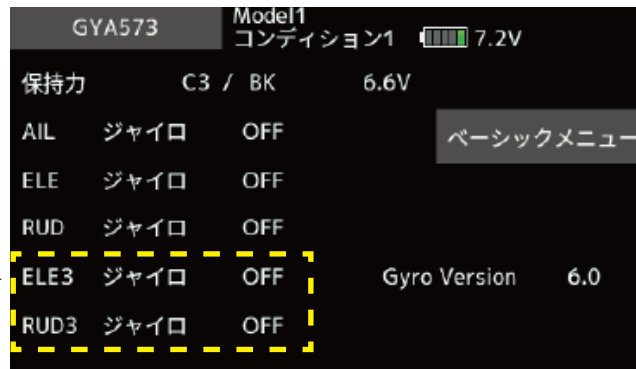 GYA573 Model1
コンディション1 7.2V
保持力 C3 / BK 6.6V
AIL ジャイロ OFF ベーシックメニュー
ELE ジャイロ OFF
RUD ジャイロ OFF
ELE3 ジャイロ OFF Gyro Version 6.0
RUD3 ジャイロ OFF